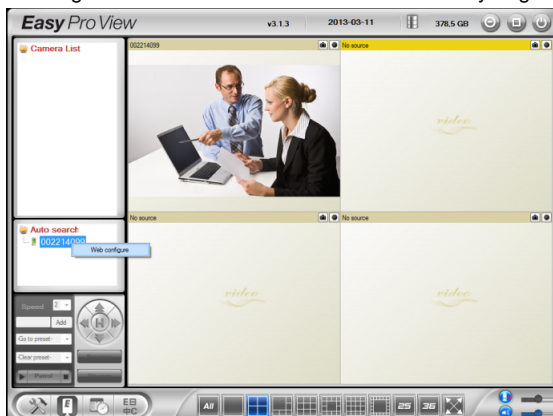 Easy Pro View
v3.1.3
2013-03-11
378,5 GB
Camera List
002214099
No source
No source
No source
video
video
video
Auto search
002214099
Web configure
Speed
2
Add
Go to preset-
Clear preset-
Patrol
H
E
All
25
36